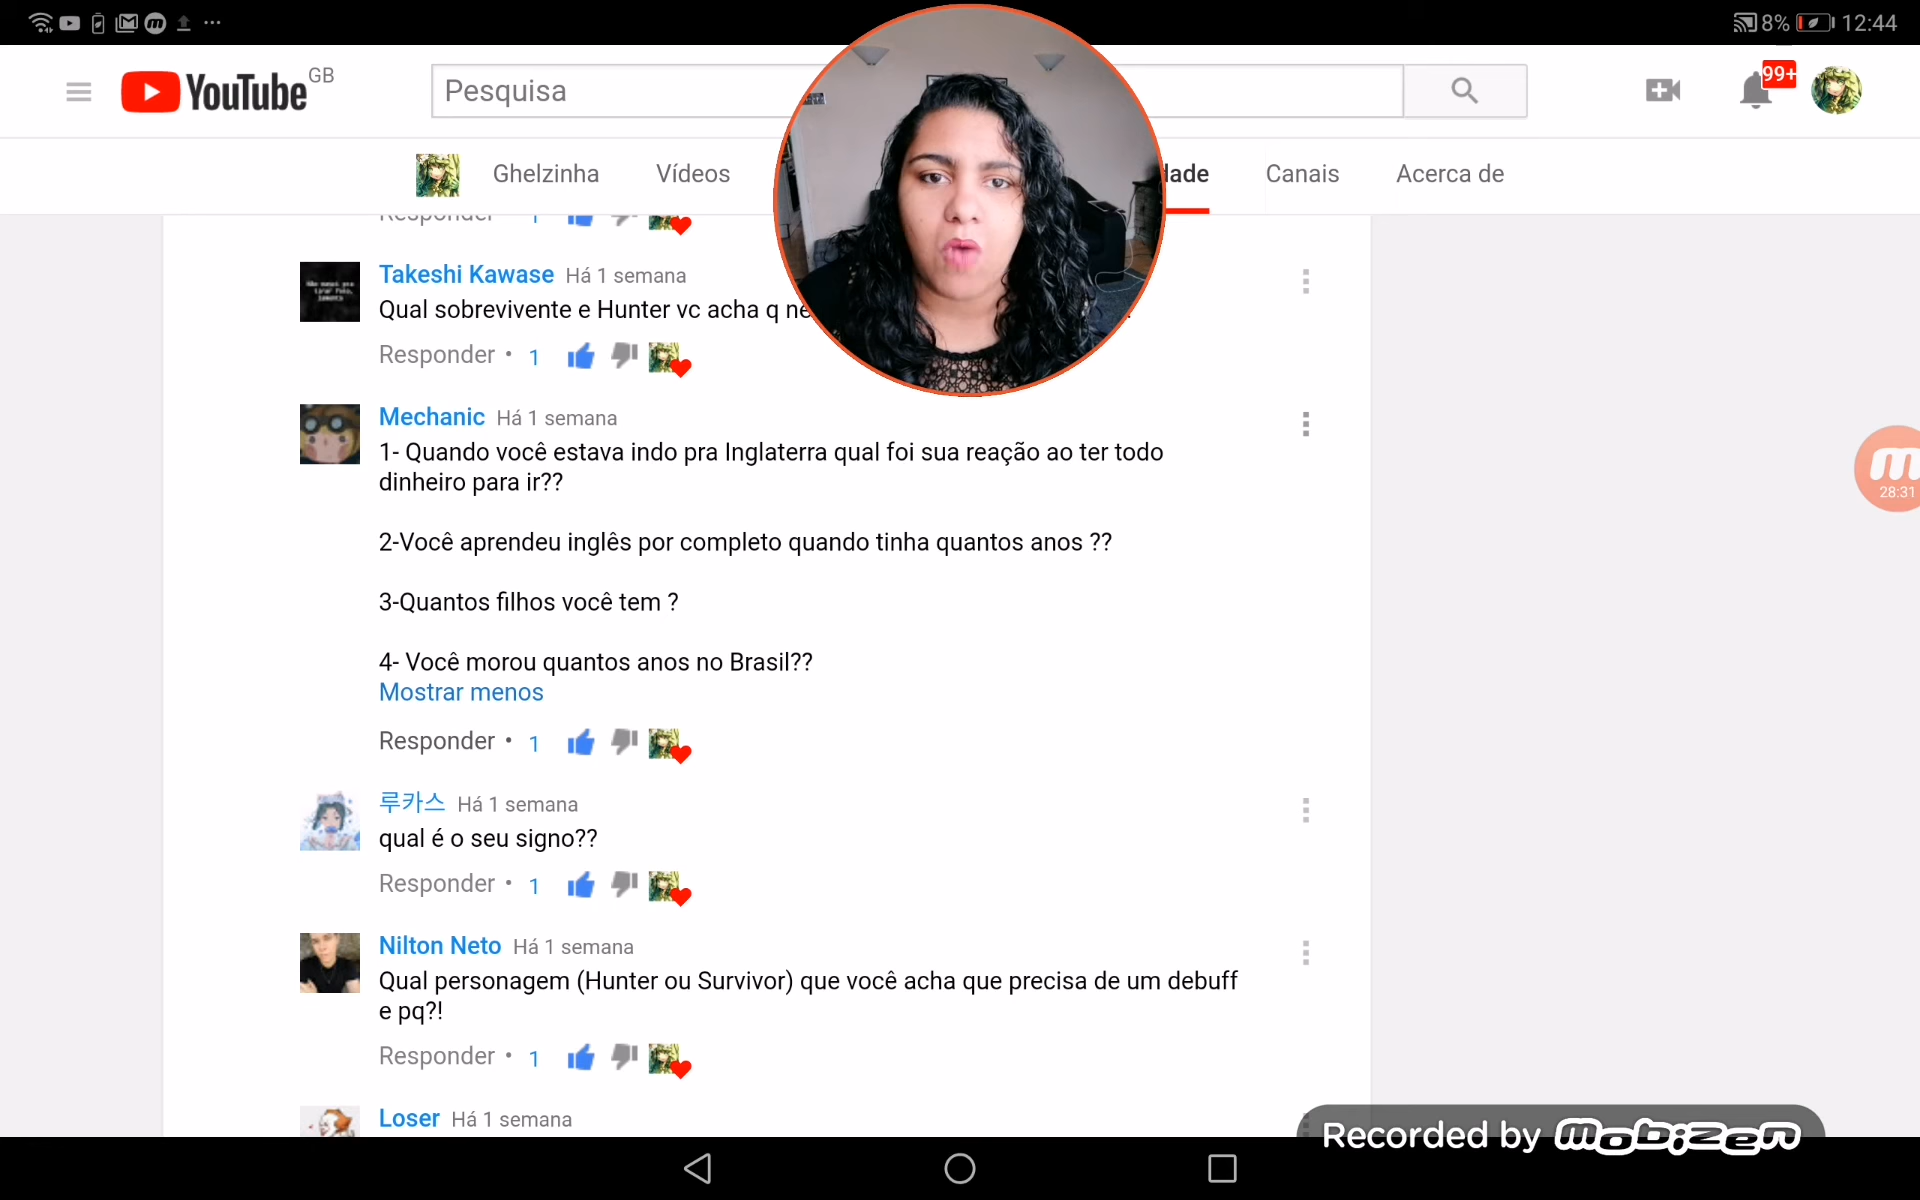 8% 12:44
YouTube GB
Pesquisa
99+
Ghelzinha Vídeos dade Canais Acerca de
Responder 1
Takeshi Kawase Há 1 semana
Qual sobrevivente e Hunter vc acha q ne
Responder • 1
Mechanic Há 1 semana
1- Quando você estava indo pra Inglaterra qual foi sua reação ao ter todo
dinheiro para ir??
28:31
2-Você aprendeu inglês por completo quando tinha quantos anos ??
3-Quantos filhos você tem ?
4- Você morou quantos anos no Brasil??
Mostrar menos
Responder • 1
루카스 Há 1 semana
qual é o seu signo??
Responder • 1
Nilton Neto Há 1 semana
Qual personagem (Hunter ou Survivor) que você acha que precisa de um debuff
e pq?!
Responder • 1
Loser Há 1 semana
Recorded by mobizen